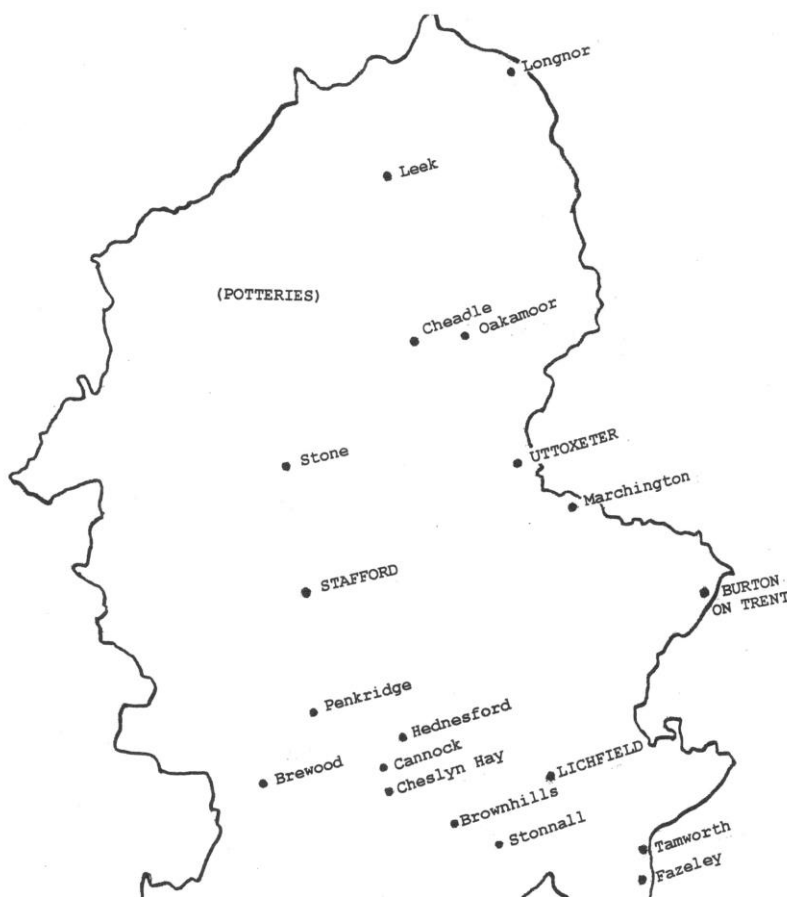 Longnor
Leek
(POTTERIES)
Cheadle
Oakamoor
Stone
UTTOXETER
Marchington
STAFFORD
BURTON
ON TRENT
Penkridge
Hednesford
Cannock
Brewood
Cheslyn Hay
LICHFIELD
Brownhills
Stonnall
Tamworth
Fazeley